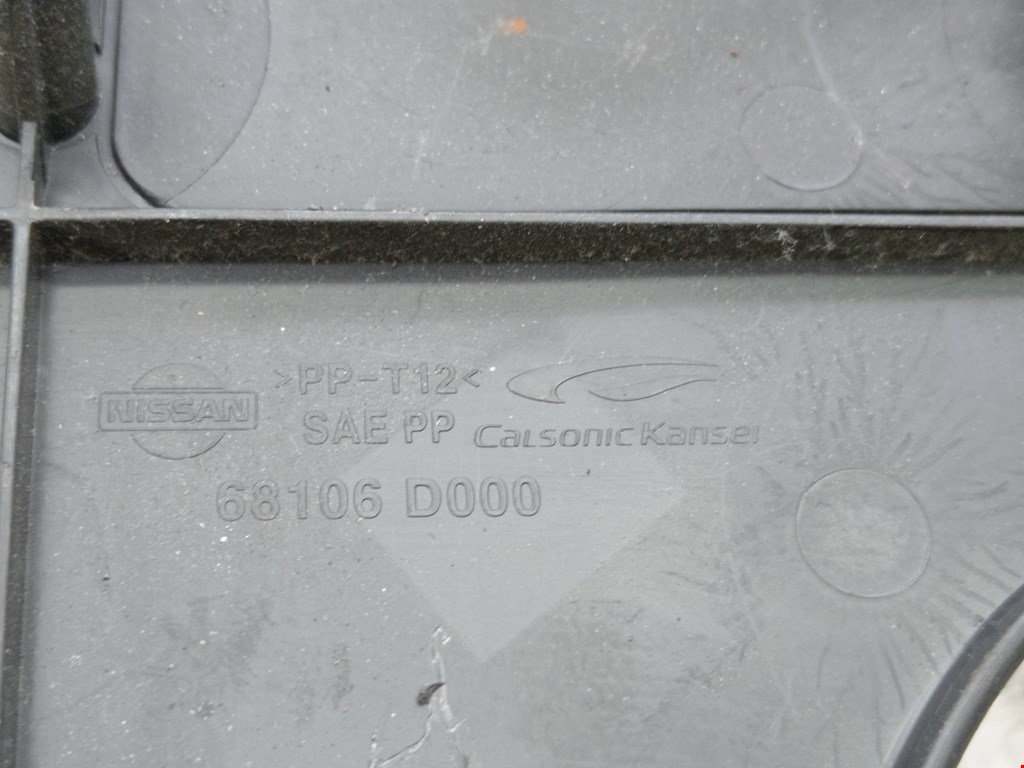 NISSAN
>PP-T12<
SAE PP
CalsonicKansei
68106 D000